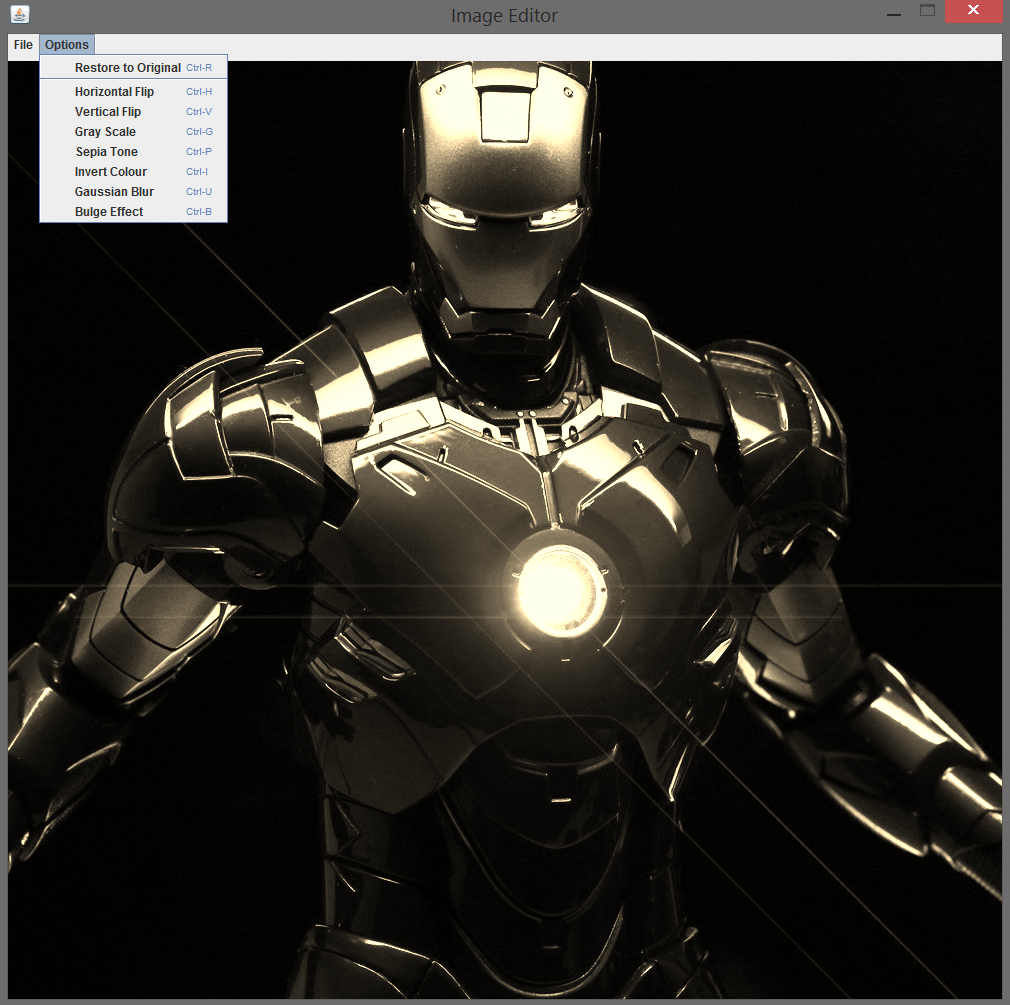 Image Editor
File Options
Restore to Original Ctrl-R
Horizontal Flip Ctrl-H
Vertical Flip Ctrl-V
Gray Scale Ctrl-G
Sepia Tone Ctrl-P
Invert Colour Ctrl-I
Gaussian Blur Ctrl-U
Bulge Effect Ctrl-B